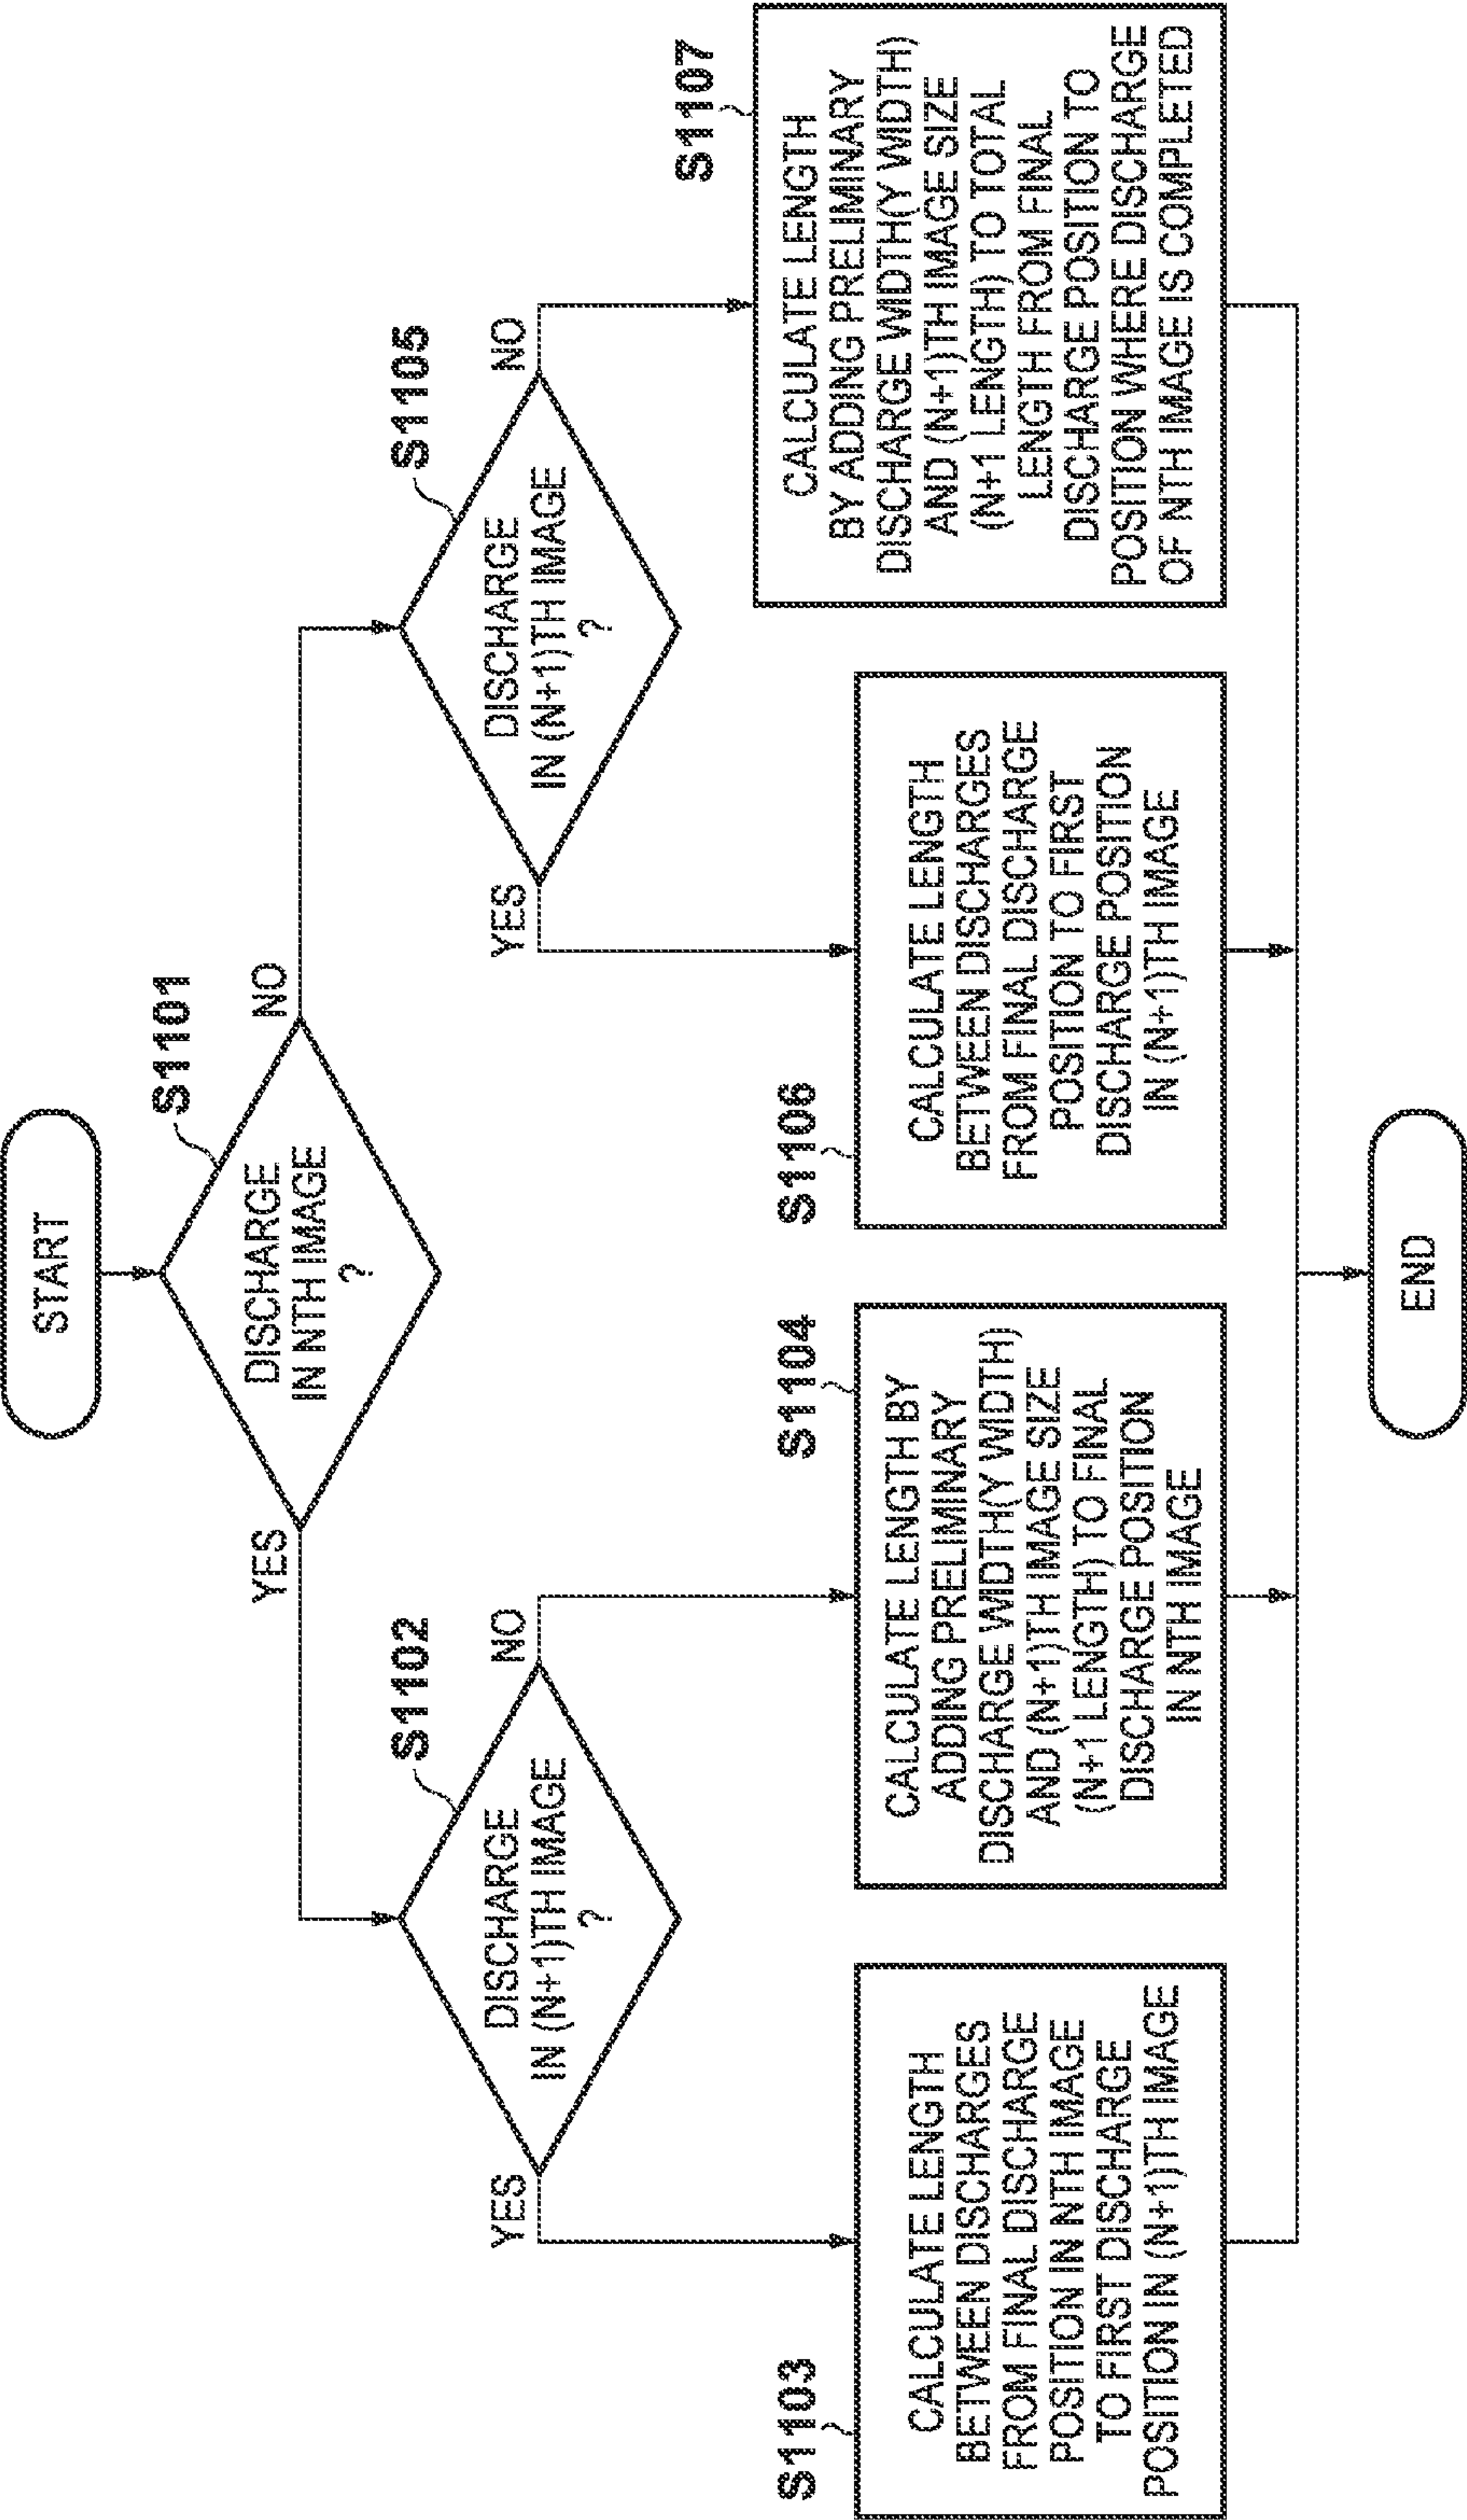 START
S1101
DISCHARGE
IN NTH IMAGE
?
YES
NO
S1102
DISCHARGE
IN (N+1)TH IMAGE
?
YES
NO
S1105
DISCHARGE
IN (N+1)TH IMAGE
?
YES
NO
S1103
CALCULATE LENGTH
BETWEEN DISCHARGES
FROM FINAL DISCHARGE
POSITION IN NTH IMAGE
TO FIRST DISCHARGE
POSITION IN (N+1)TH IMAGE
S1104
CALCULATE LENGTH BY
ADDING PRELIMINARY
DISCHARGE WIDTH(Y WIDTH)
AND (N+1)TH IMAGE SIZE
(N+1 LENGTH) TO FINAL
DISCHARGE POSITION
IN NTH IMAGE
S1106
CALCULATE LENGTH
BETWEEN DISCHARGES
FROM FINAL DISCHARGE
POSITION TO FIRST
DISCHARGE POSITION
IN (N+1)TH IMAGE
S1107
CALCULATE LENGTH
BY ADDING PRELIMINARY
DISCHARGE WIDTH(Y WIDTH)
AND (N+1)TH IMAGE SIZE
(N+1 LENGTH) TO TOTAL
LENGTH FROM FINAL
DISCHARGE POSITION TO
POSITION WHERE DISCHARGE
OF NTH IMAGE IS COMPLETED
END